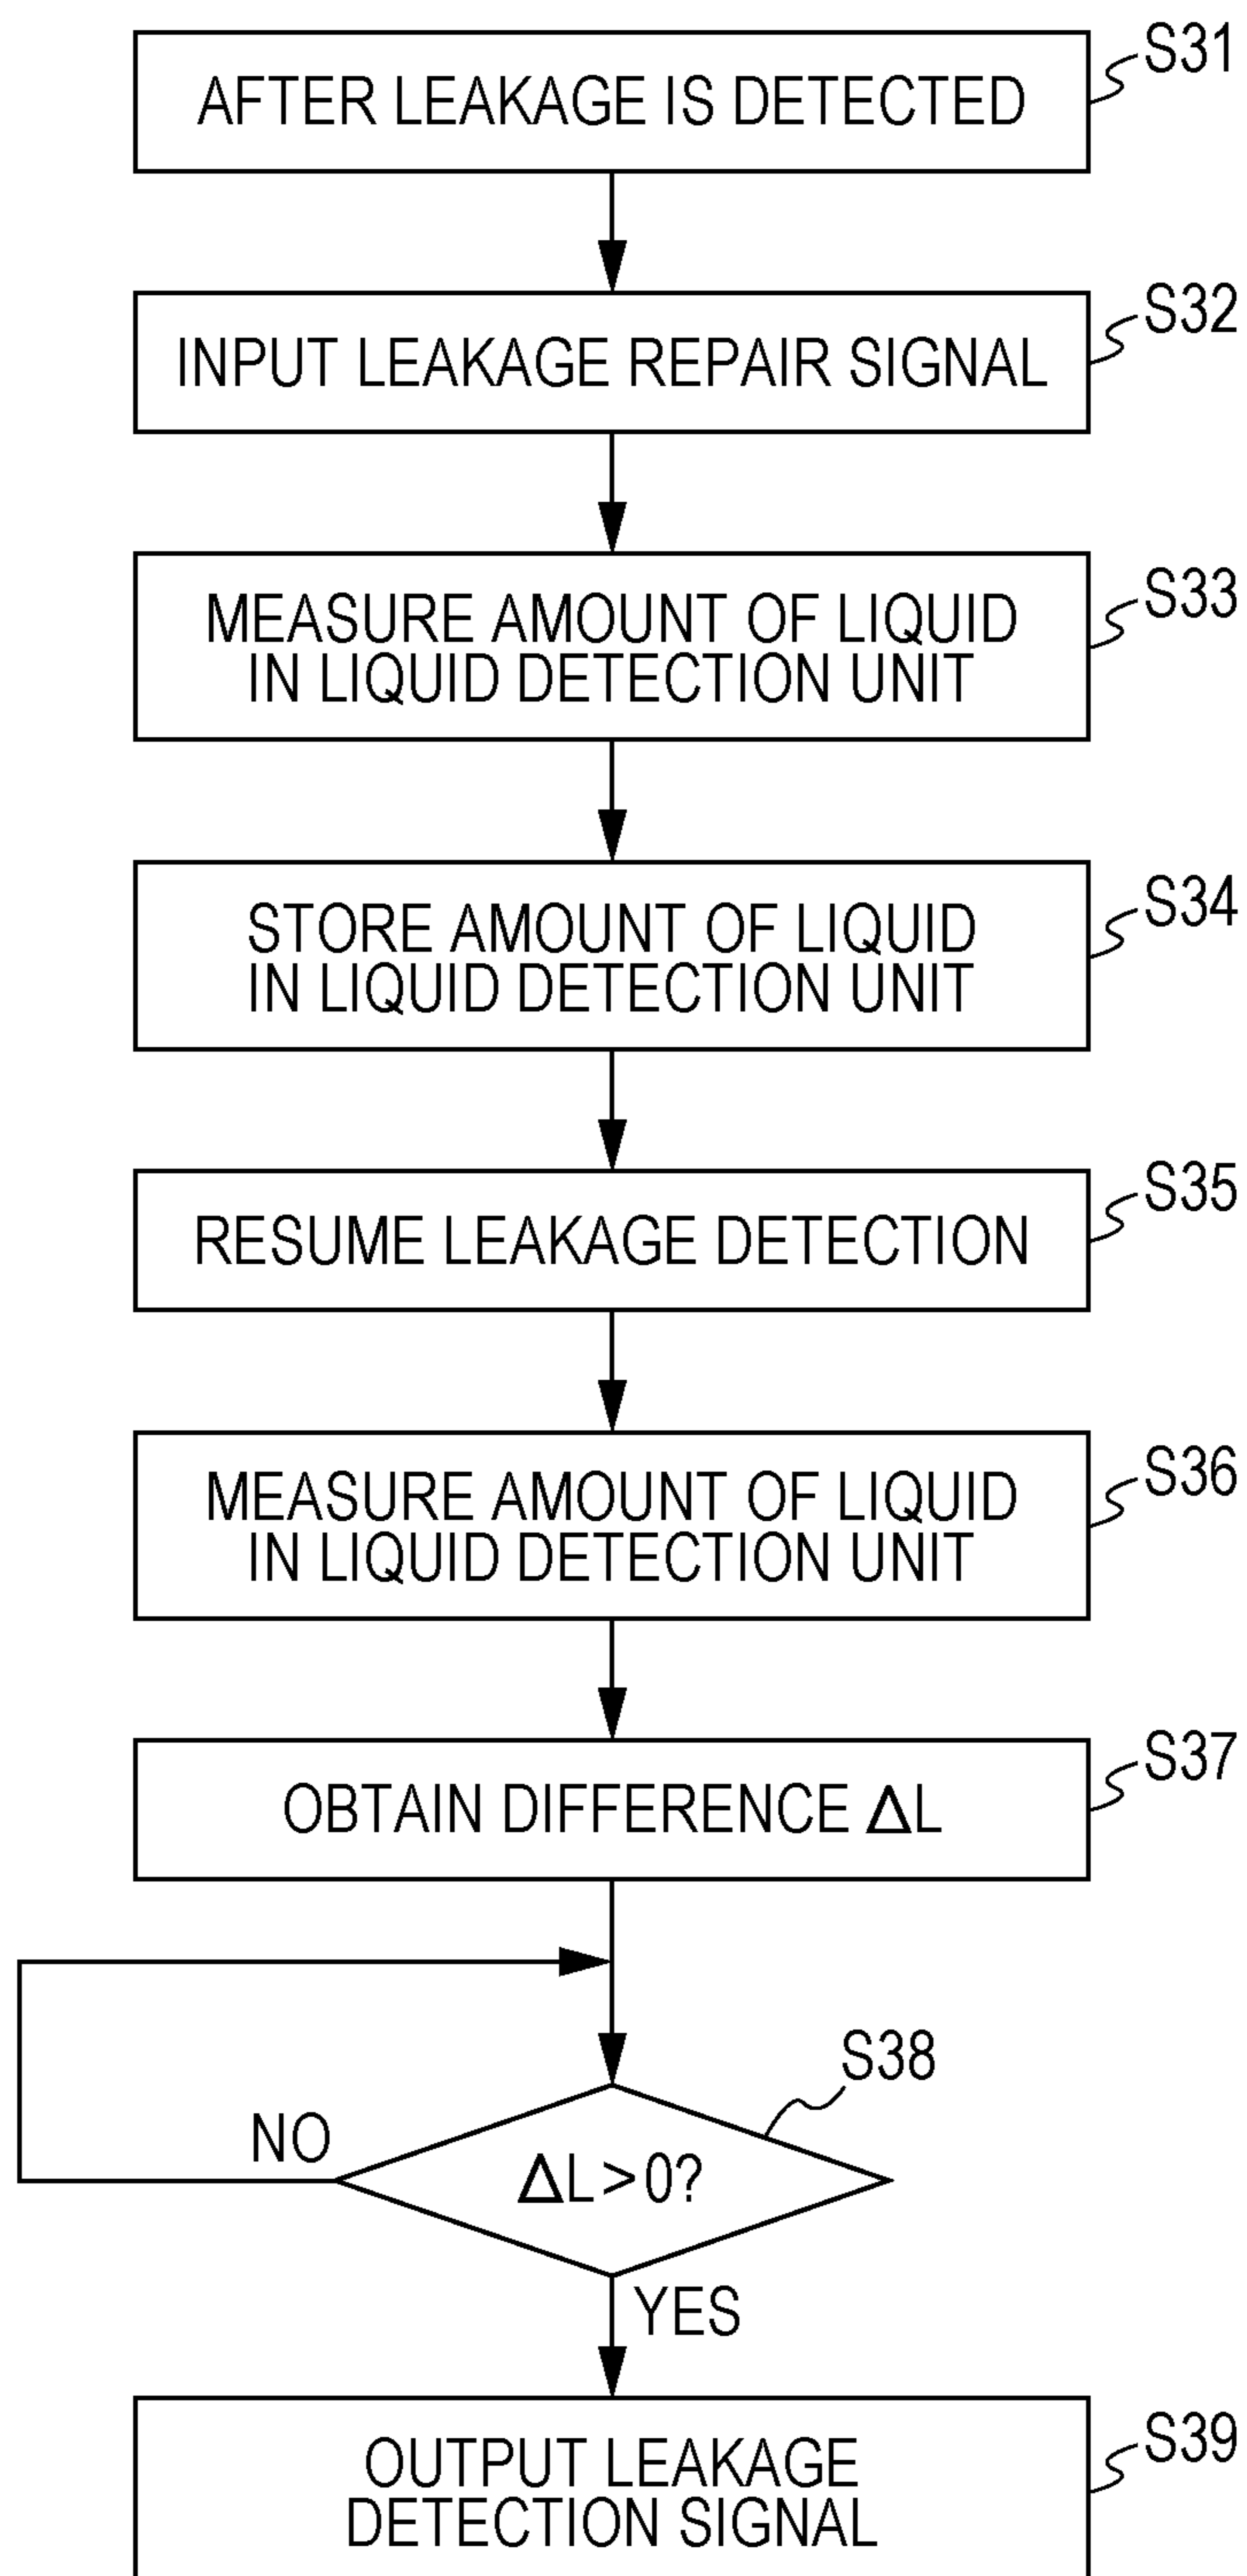 S31
AFTER LEAKAGE IS DETECTED
S32
INPUT LEAKAGE REPAIR SIGNAL
S33
MEASURE AMOUNT OF LIQUID
IN LIQUID DETECTION UNIT
S34
STORE AMOUNT OF LIQUID
IN LIQUID DETECTION UNIT
S35
RESUME LEAKAGE DETECTION
S36
MEASURE AMOUNT OF LIQUID
IN LIQUID DETECTION UNIT
S37
OBTAIN DIFFERENCE ΔL
S38
NO
ΔL>0?
YES
S39
OUTPUT LEAKAGE
DETECTION SIGNAL